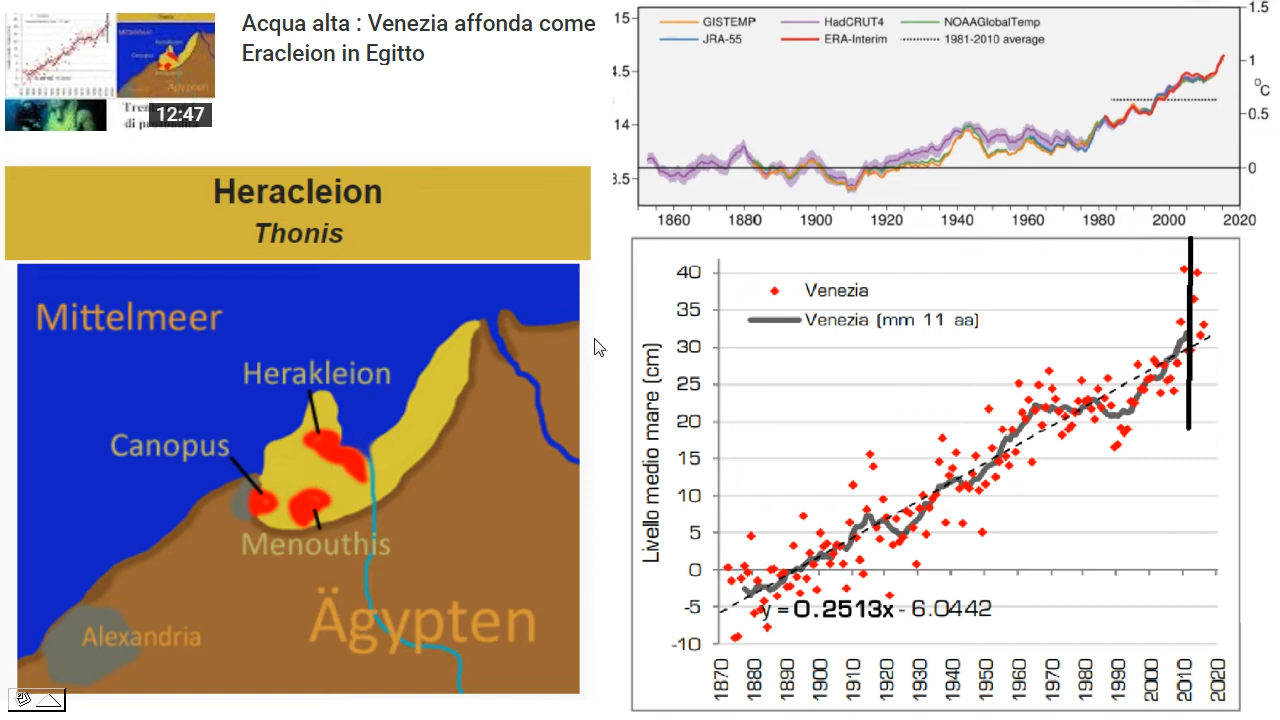 Acqua alta : Venezia affonda come
Eracleion in Egitto
12:47
Heracleion
Thonis
Mittelmeer
Herakleion
Canopus
Menouthis
Ägypten
Alexandria
GISTEMP HadCRUT4 NOAAGlobalTemp
JRA-55 ERA-Interim 1981-2010 average
15 1.5
4.5 1
°C
14 0.5
3.5 0
1860 1880 1900 1920 1940 1960 1980 2000 2020
Livello medio mare (cm)
40
35
30
25
20
15
10
5
0
-5
-10
Venezia
Venezia (mm 11 aa)
y = 0.2513x - 6.0442
1870 1880 1890 1900 1910 1920 1930 1940 1950 1960 1970 1980 1990 2000 2010 2020